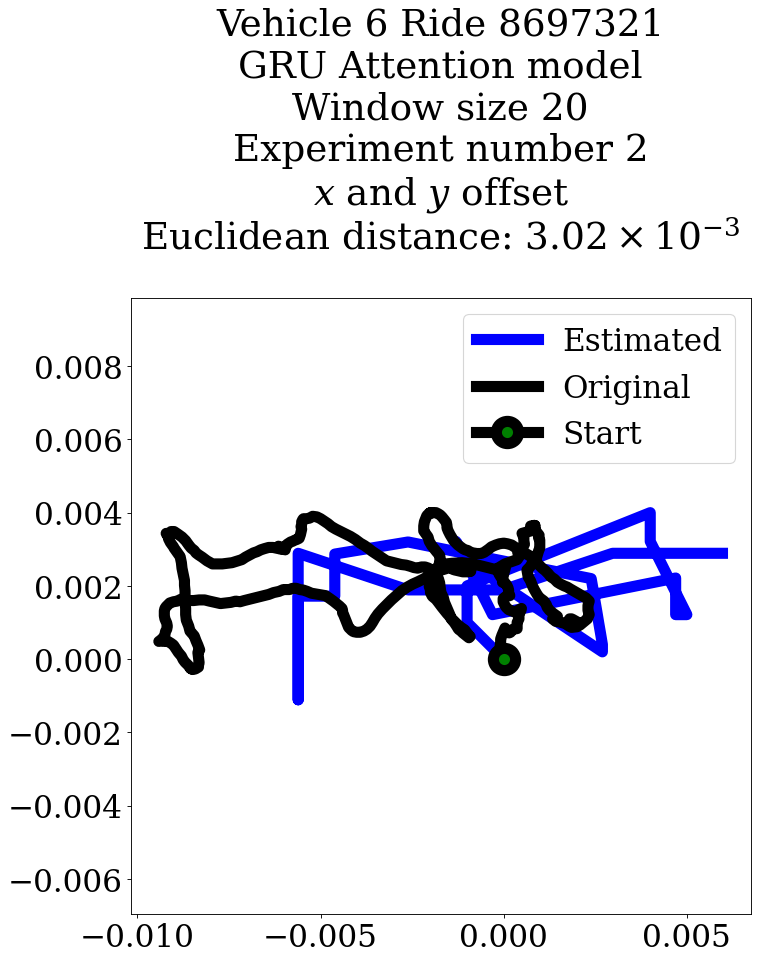 Vehicle 6 Ride 8697321
GRU Attention model
Window size 20
Experiment number 2
x and y offset
Euclidean distance: 3.02 × 10⁻³
Estimated
Original
Start
0.008
0.006
0.004
0.002
0.000
−0.002
−0.004
−0.006
−0.010 −0.005 0.000 0.005